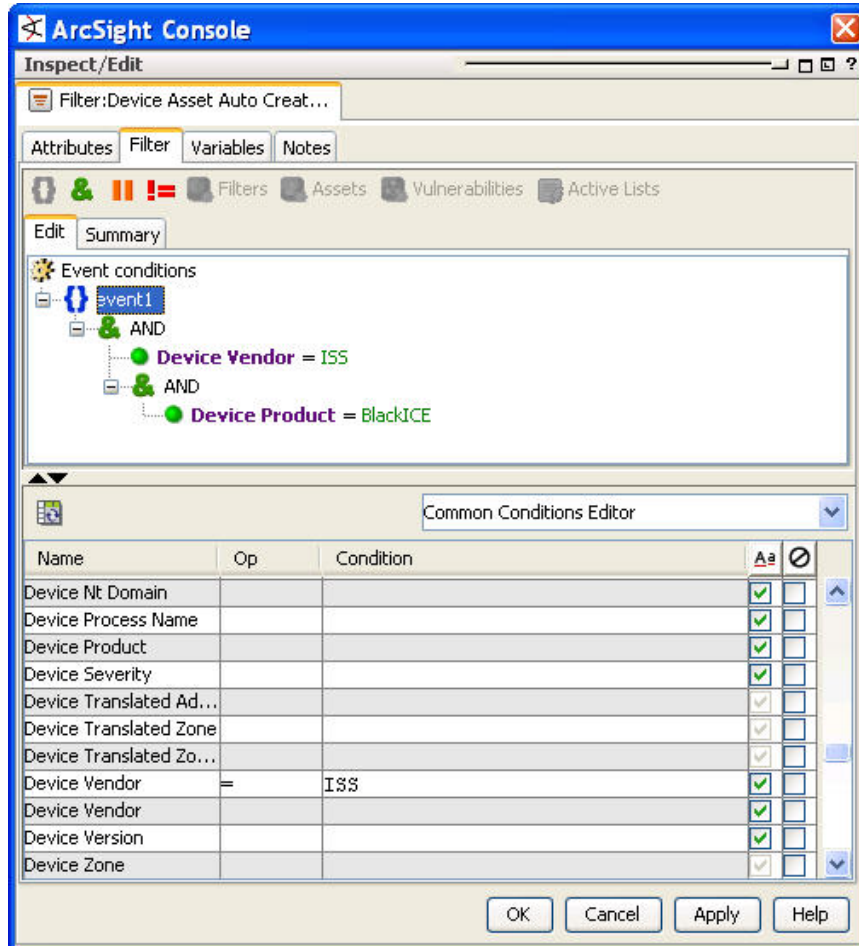 ArcSight Console
Inspect/Edit ?
Filter:Device Asset Auto Creat...
Attributes Filter Variables Notes
{} & || != Filters Assets Vulnerabilities Active Lists
Edit Summary
Event conditions
{} event1
& AND
Device Vendor = ISS
& AND
Device Product = BlackICE
Common Conditions Editor
Name Op Condition Aa
Device Nt Domain
Device Process Name
Device Product
Device Severity
Device Translated Ad...
Device Translated Zone
Device Translated Zo...
Device Vendor = ISS
Device Vendor
Device Version
Device Zone
OK Cancel Apply Help